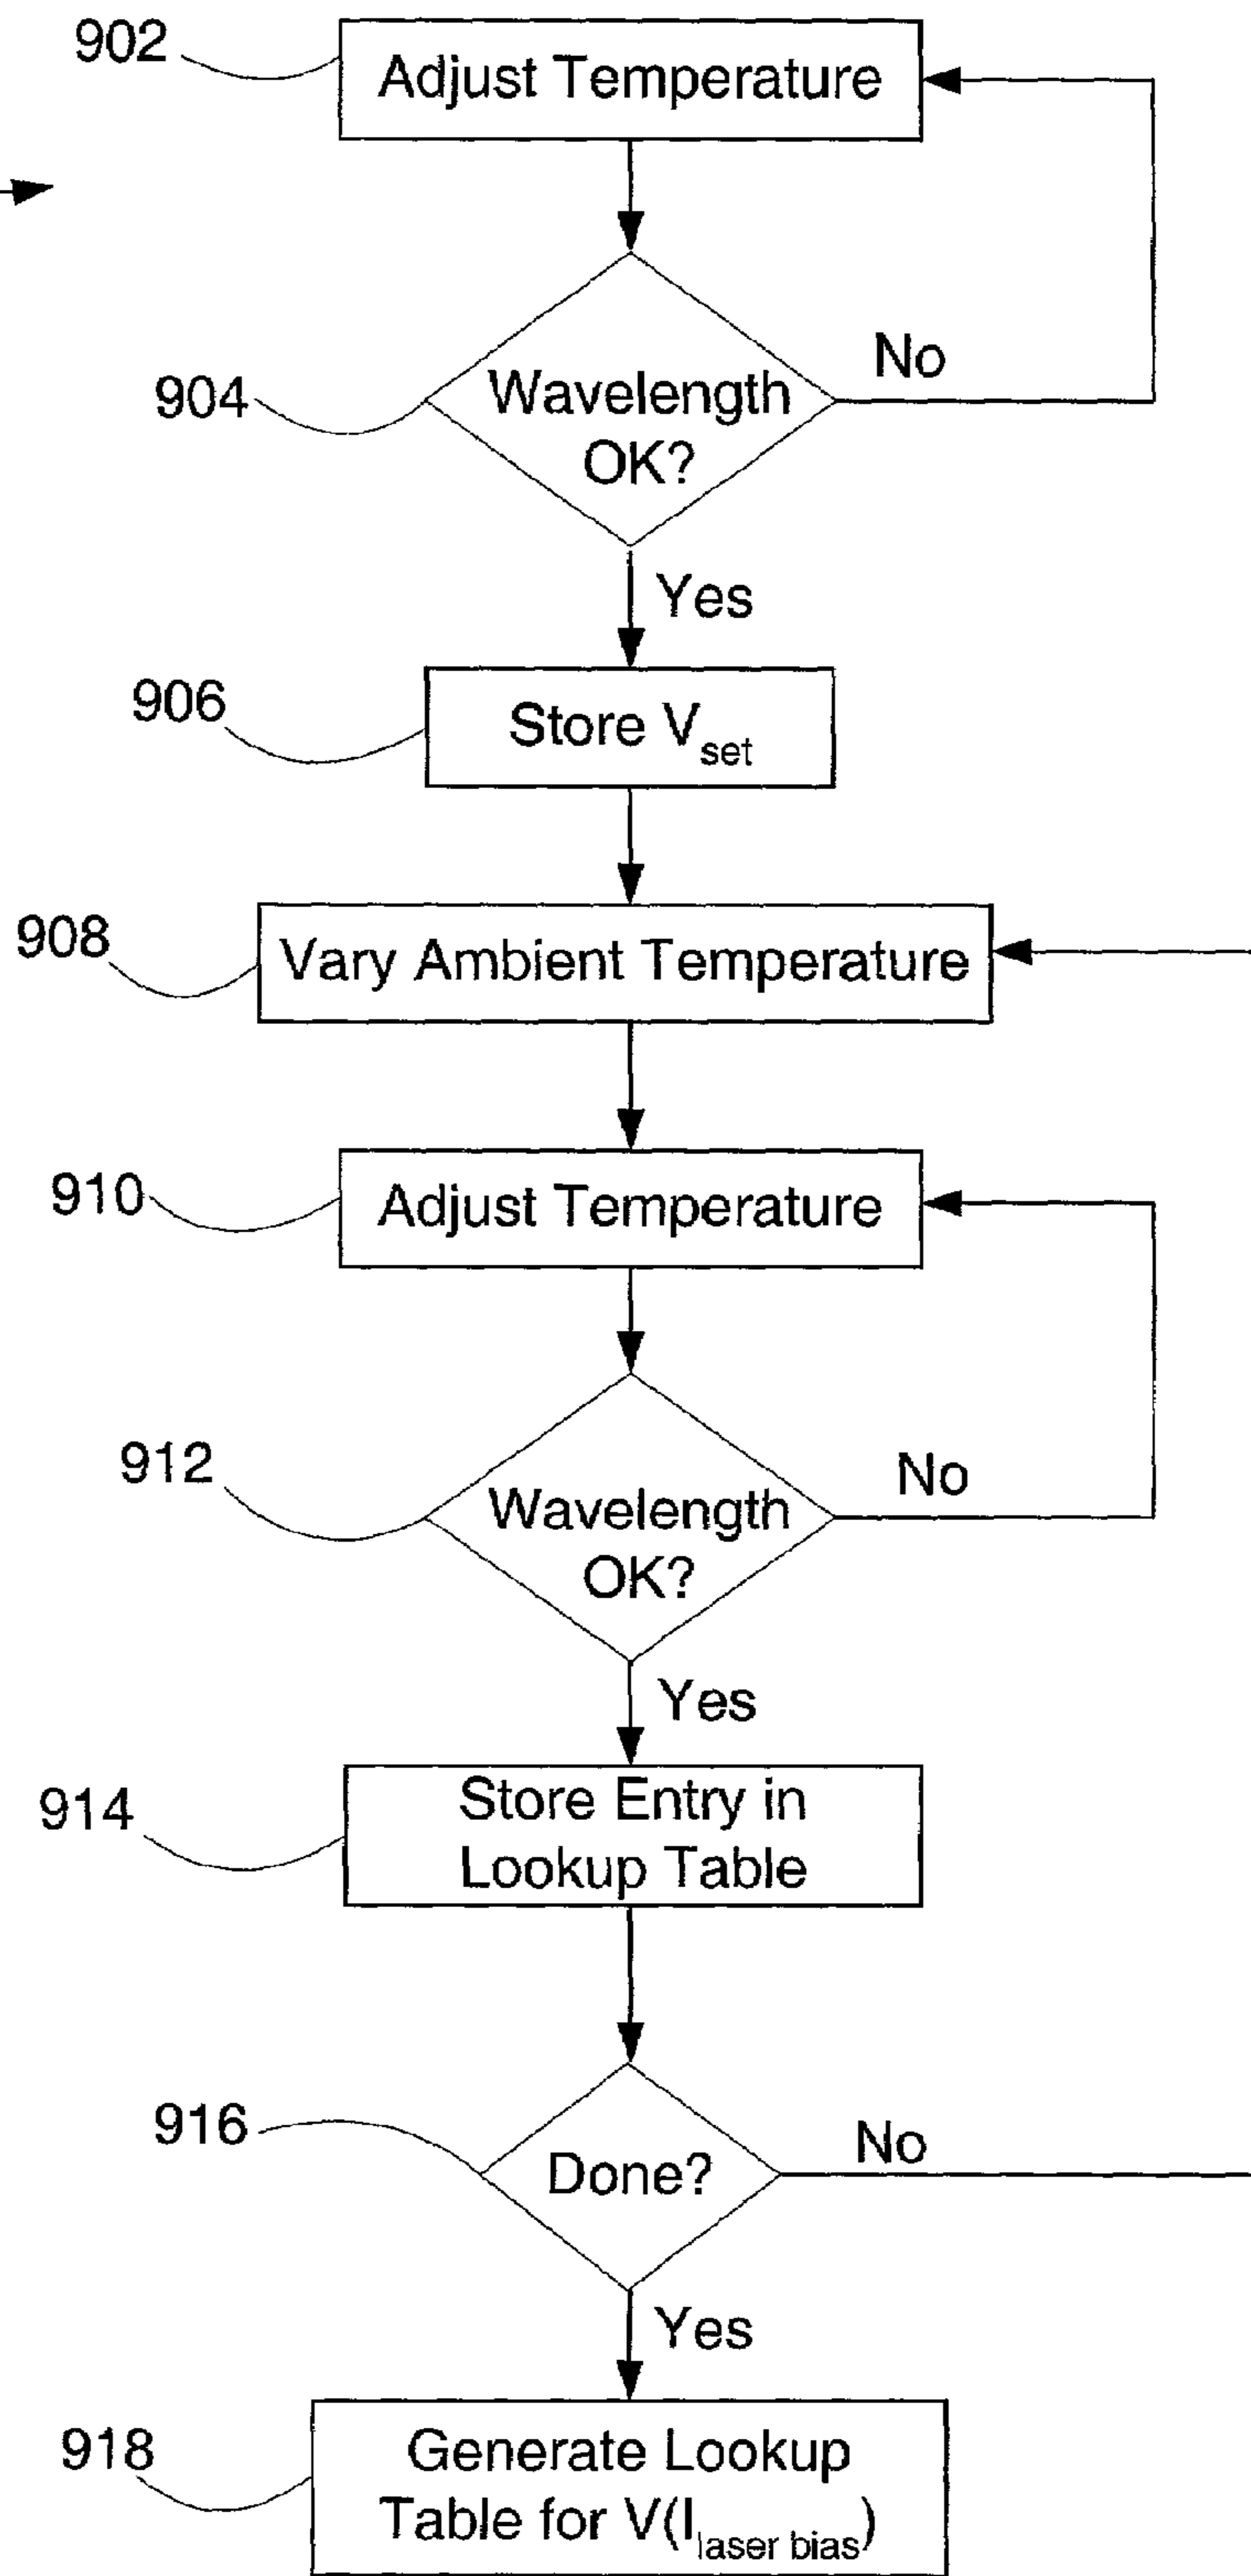 902
Adjust Temperature
No
904
Wavelength
OK?
Yes
906
Store V_set
908
Vary Ambient Temperature
910
Adjust Temperature
912
No
Wavelength
OK?
Yes
914
Store Entry in
Lookup Table
916
No
Done?
Yes
918
Generate Lookup
Table for V(I_laser bias)